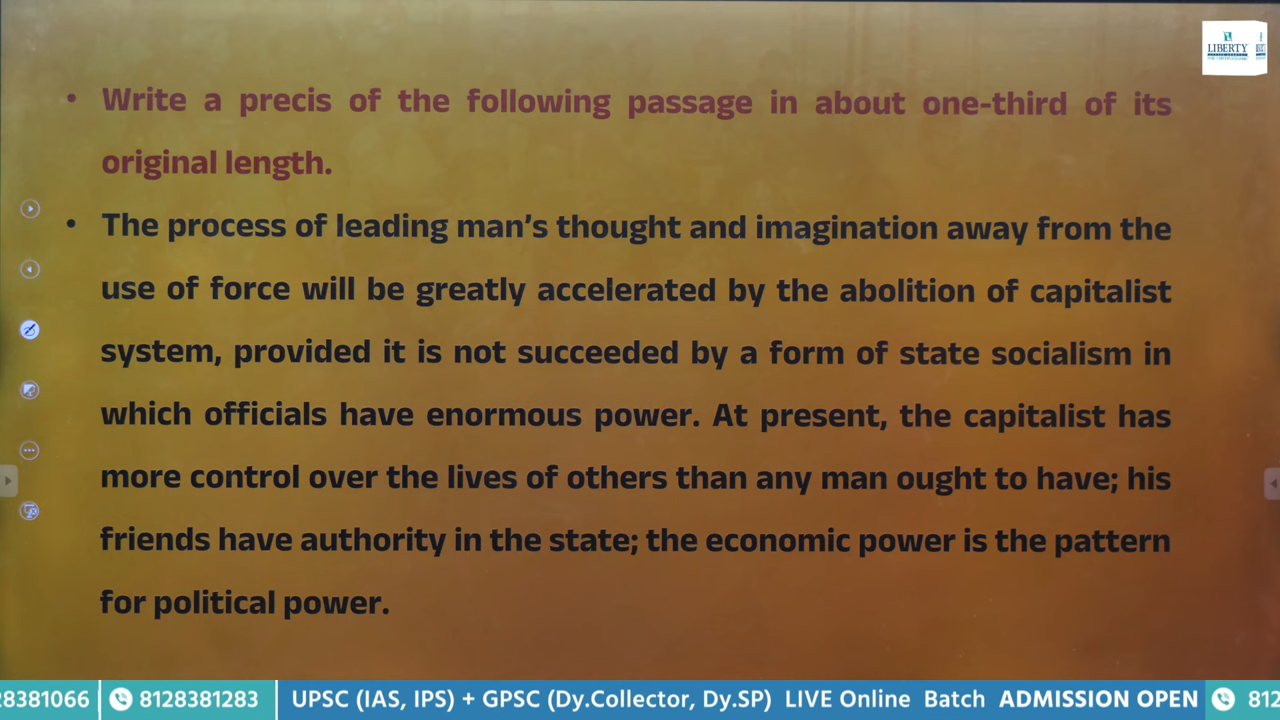 LIBERTY
• Write a precis of the following passage in about one-third of its
original length.
• The process of leading man's thought and imagination away from the
use of force will be greatly accelerated by the abolition of capitalist
system, provided it is not succeeded by a form of state socialism in
which officials have enormous power. At present, the capitalist has
more control over the lives of others than any man ought to have; his
friends have authority in the state; the economic power is the pattern
for political power.
28381066 8128381283 UPSC (IAS, IPS) + GPSC (Dy.Collector, Dy.SP) LIVE Online Batch ADMISSION OPEN 812